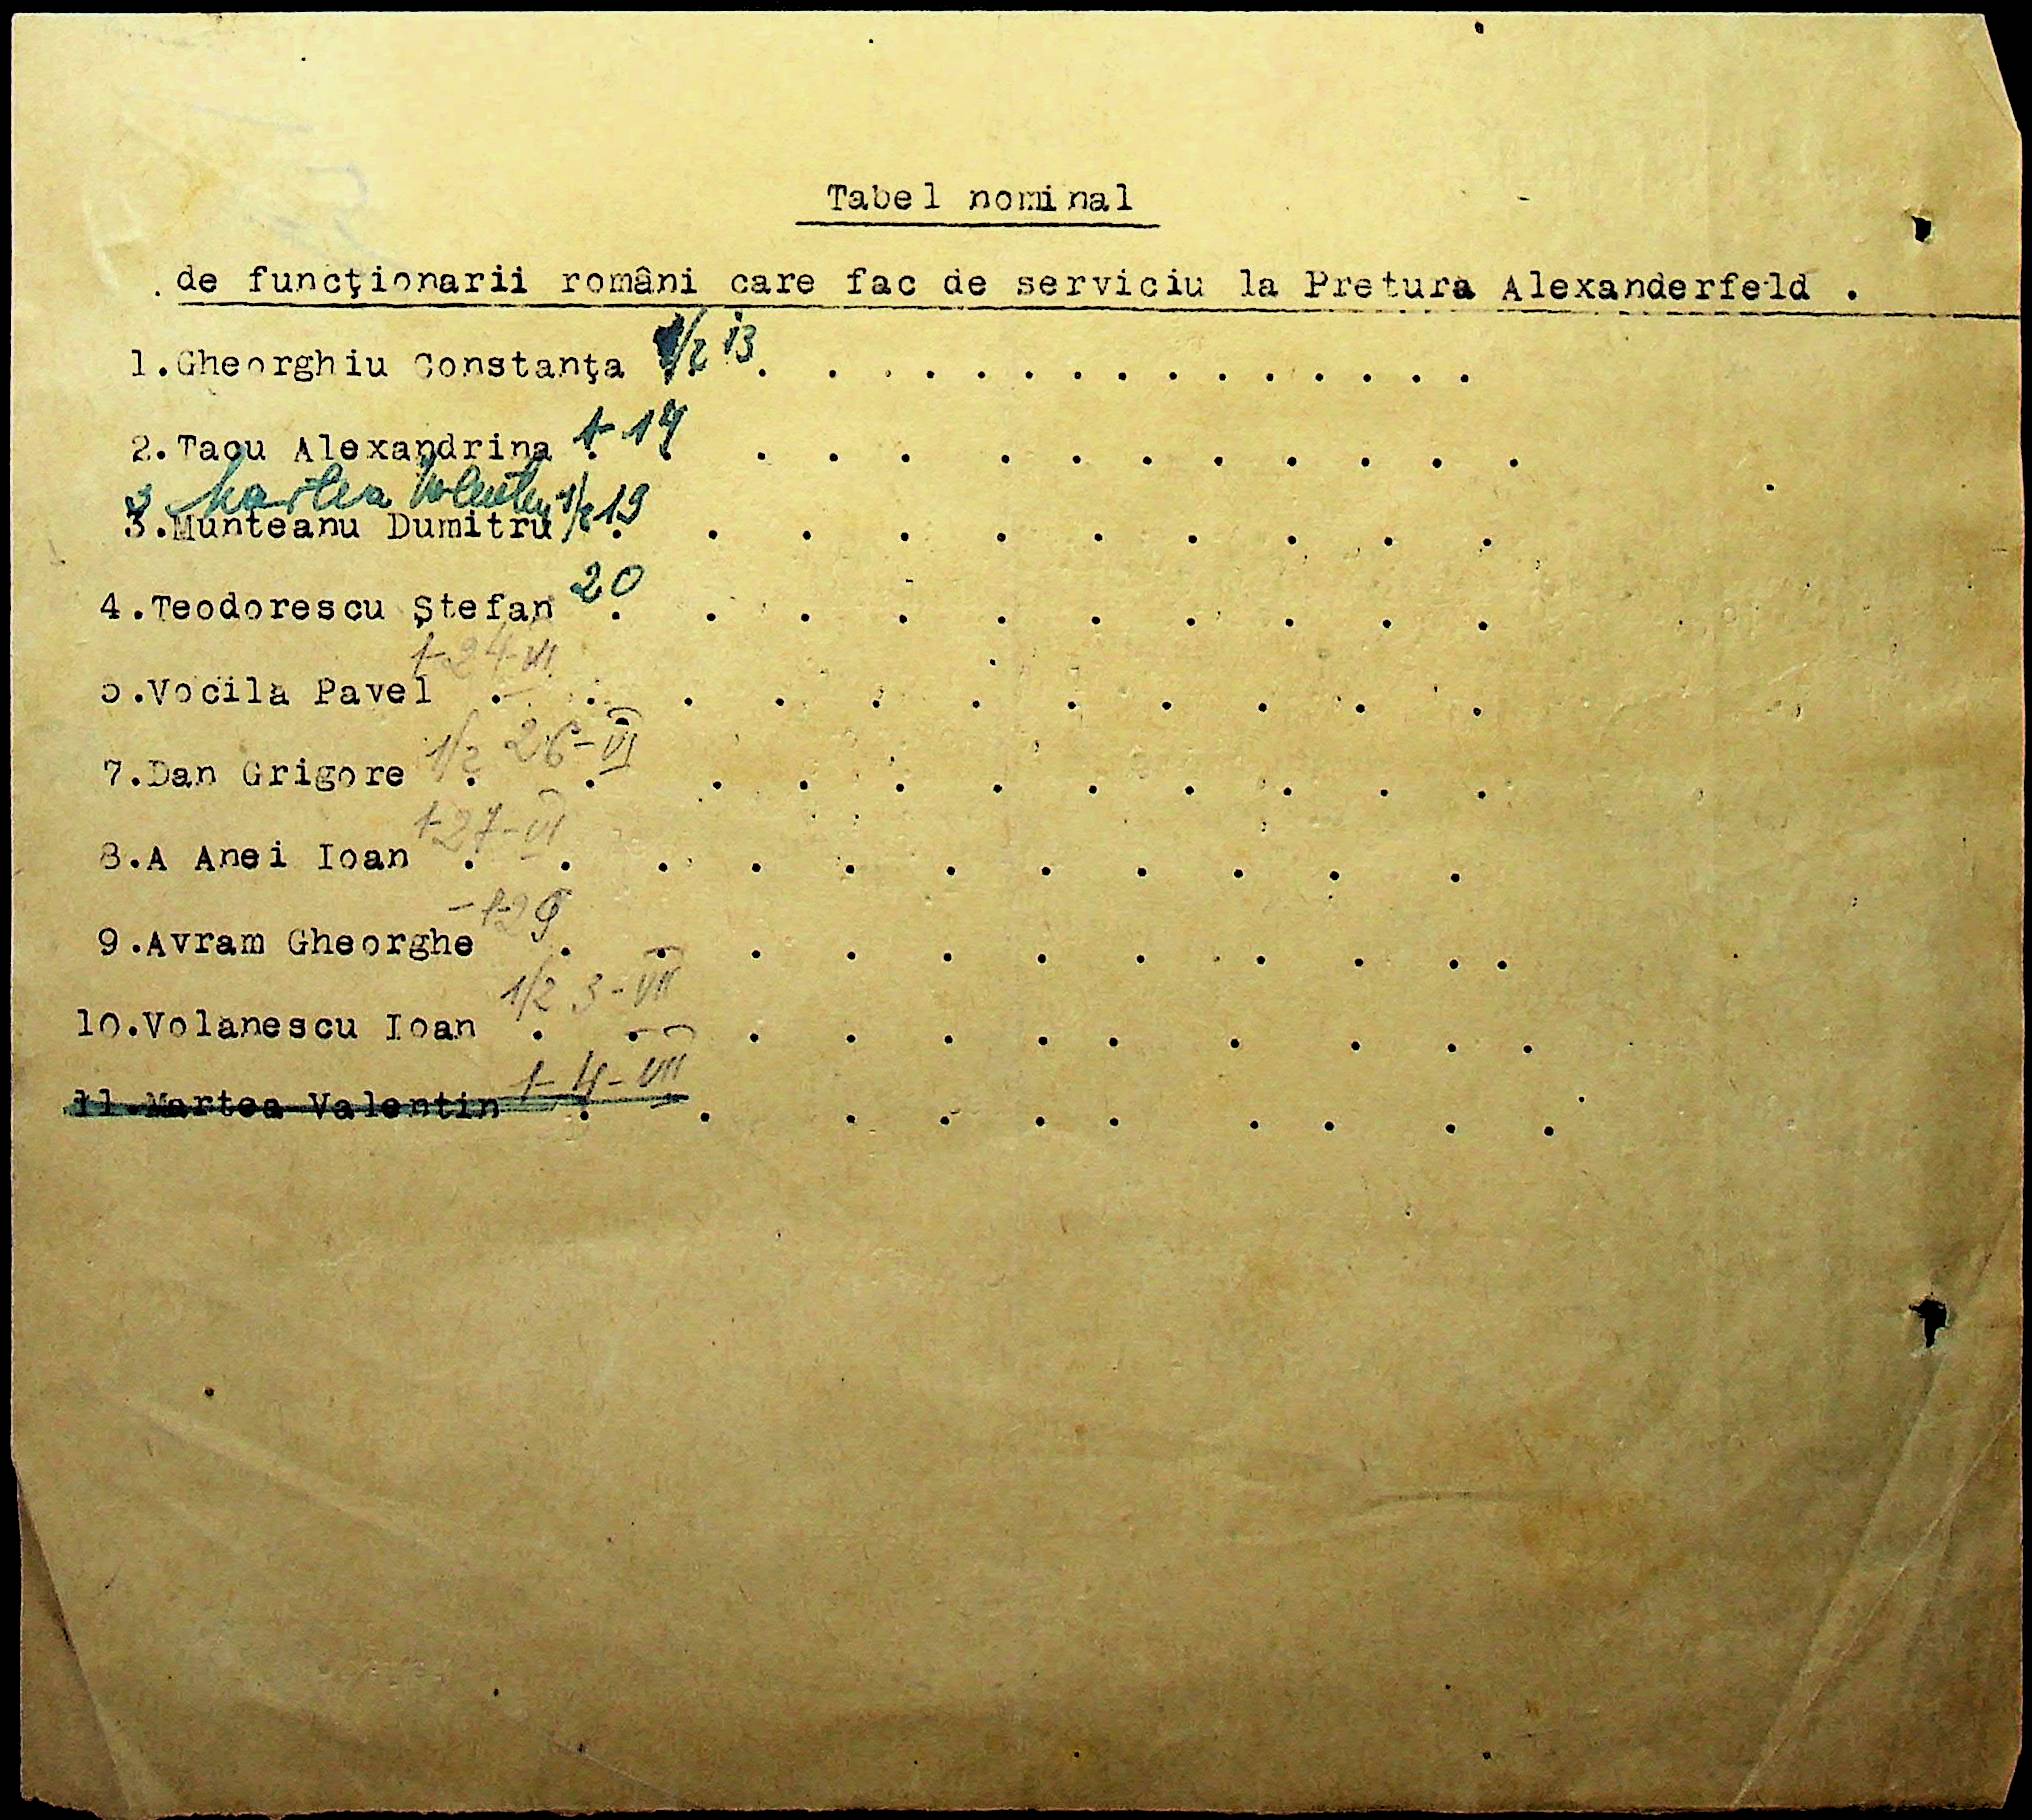 Tabel nominal
de funcţionarii români care fac de serviciu la Pretura Alexanderfeld .
1.Gheorghiu Constanţa 1/2 13 . . . . . . . . . . . . . .
2.Tacu Alexandrina 1- 14 . . . . . . . . . . .
3 Martea Valentin 1/2 19
3.Munteanu Dumitru . . . . . . . . . .
4.Teodorescu Ştefan 20 . . . . . . . . . .
1-24-VI
5.Vocila Pavel . . . . . . . . . . .
1/2 26-VI
7.Dan Grigore . . . . . . . . . . .
1-27-VI
8.A Anei Ioan . . . . . . . . . . .
-1-29
9.Avram Gheorghe . . . . . . . . . . .
1/2 3-VII
10.Volanescu Ioan . . . . . . . . . . .
1-4-VII
11.Martea Valentin . . . . . . . . . .